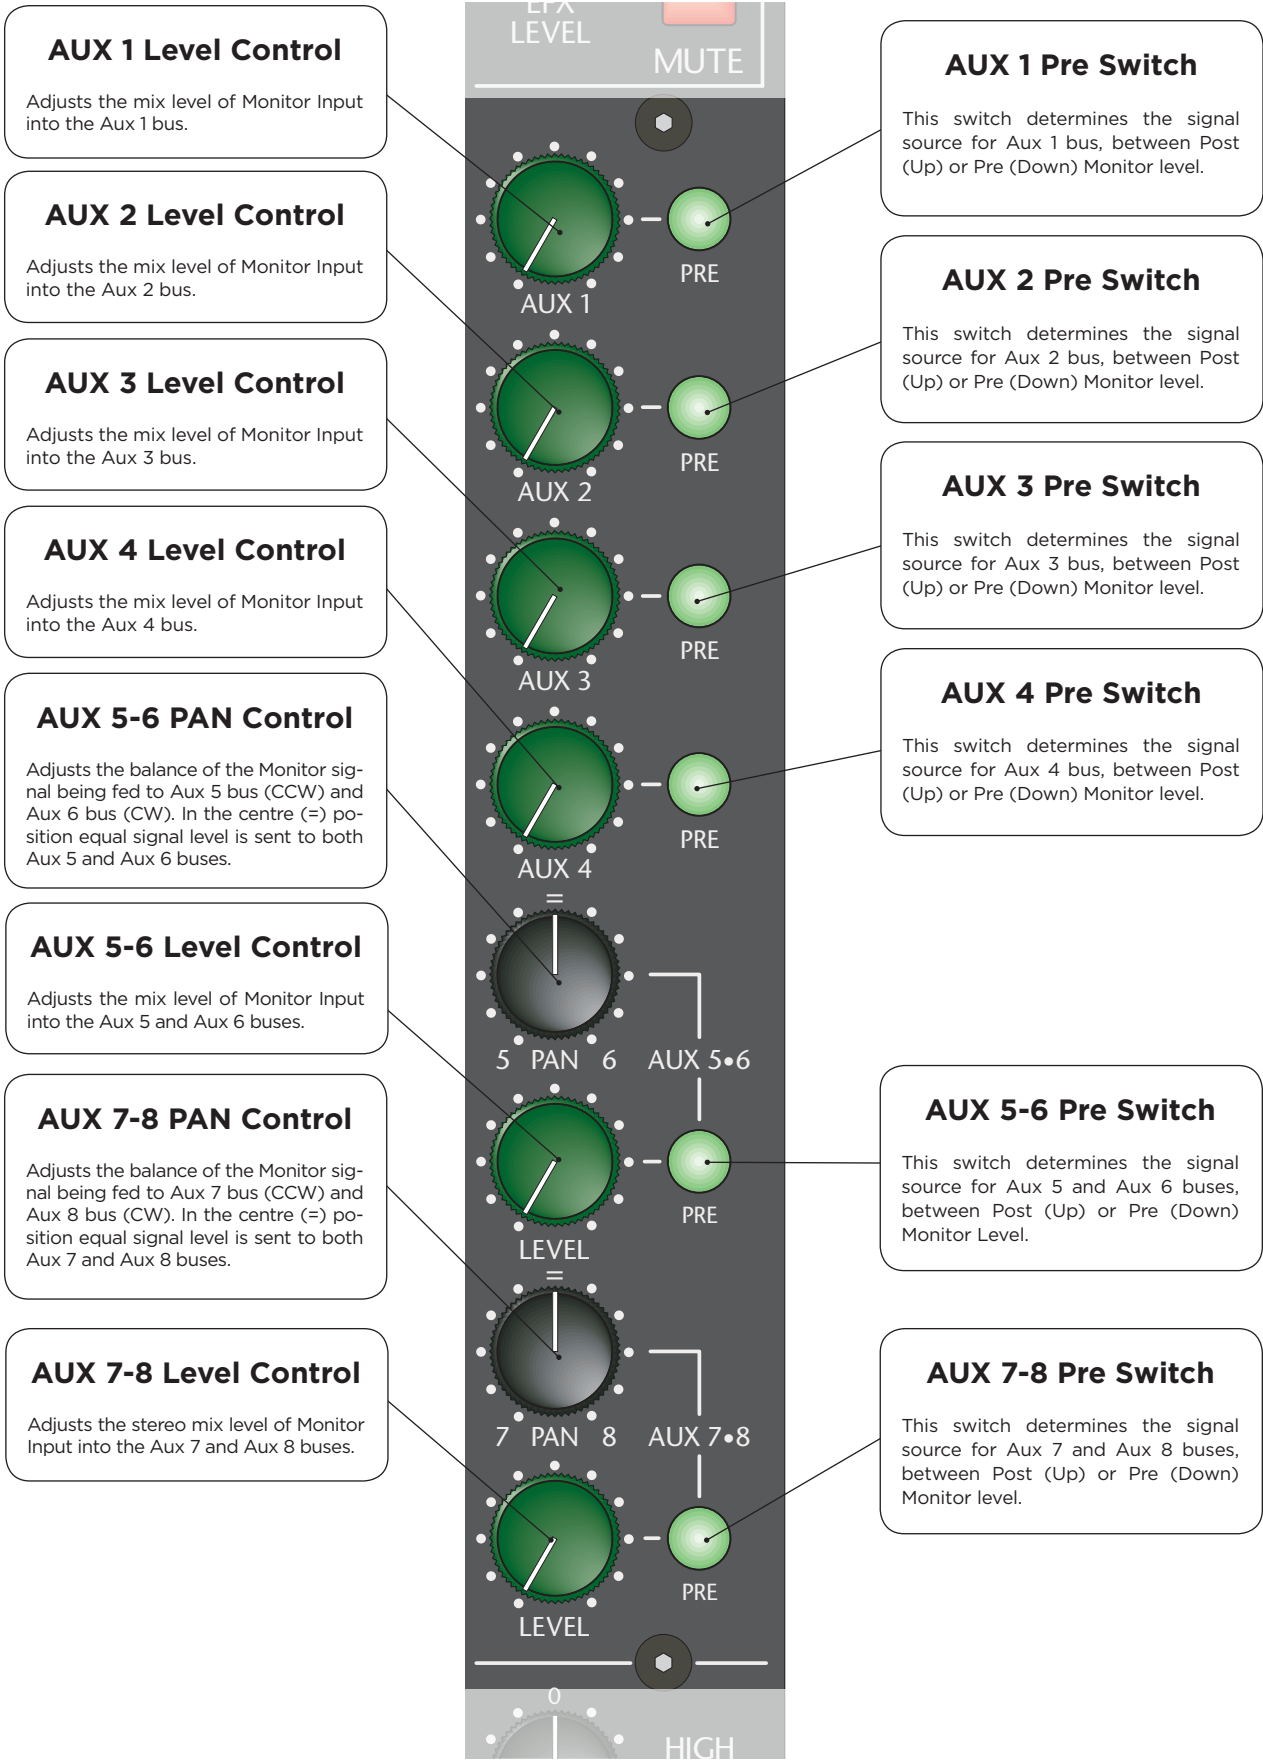 AUX 1 Level Control
Adjusts the mix level of Monitor Input
into the Aux 1 bus.
AUX 2 Level Control
Adjusts the mix level of Monitor Input
into the Aux 2 bus.
AUX 3 Level Control
Adjusts the mix level of Monitor Input
into the Aux 3 bus.
AUX 4 Level Control
Adjusts the mix level of Monitor Input
into the Aux 4 bus.
AUX 5-6 PAN Control
Adjusts the balance of the Monitor sig-
nal being fed to Aux 5 bus (CCW) and
Aux 6 bus (CW). In the centre (=) po-
sition equal signal level is sent to both
Aux 5 and Aux 6 buses.
AUX 5-6 Level Control
Adjusts the mix level of Monitor Input
into the Aux 5 and Aux 6 buses.
AUX 7-8 PAN Control
Adjusts the balance of the Monitor sig-
nal being fed to Aux 7 bus (CCW) and
Aux 8 bus (CW). In the centre (=) po-
sition equal signal level is sent to both
Aux 7 and Aux 8 buses.
AUX 7-8 Level Control
Adjusts the stereo mix level of Monitor
Input into the Aux 7 and Aux 8 buses.
EFX
LEVEL
MUTE
PRE
AUX 1
PRE
AUX 2
PRE
AUX 3
PRE
AUX 4
=
5 PAN 6 AUX 5•6
PRE
LEVEL
=
7 PAN 8 AUX 7•8
PRE
LEVEL
0
HIGH
AUX 1 Pre Switch
This switch determines the signal
source for Aux 1 bus, between Post
(Up) or Pre (Down) Monitor level.
AUX 2 Pre Switch
This switch determines the signal
source for Aux 2 bus, between Post
(Up) or Pre (Down) Monitor level.
AUX 3 Pre Switch
This switch determines the signal
source for Aux 3 bus, between Post
(Up) or Pre (Down) Monitor level.
AUX 4 Pre Switch
This switch determines the signal
source for Aux 4 bus, between Post
(Up) or Pre (Down) Monitor level.
AUX 5-6 Pre Switch
This switch determines the signal
source for Aux 5 and Aux 6 buses,
between Post (Up) or Pre (Down)
Monitor Level.
AUX 7-8 Pre Switch
This switch determines the signal
source for Aux 7 and Aux 8 buses,
between Post (Up) or Pre (Down)
Monitor level.